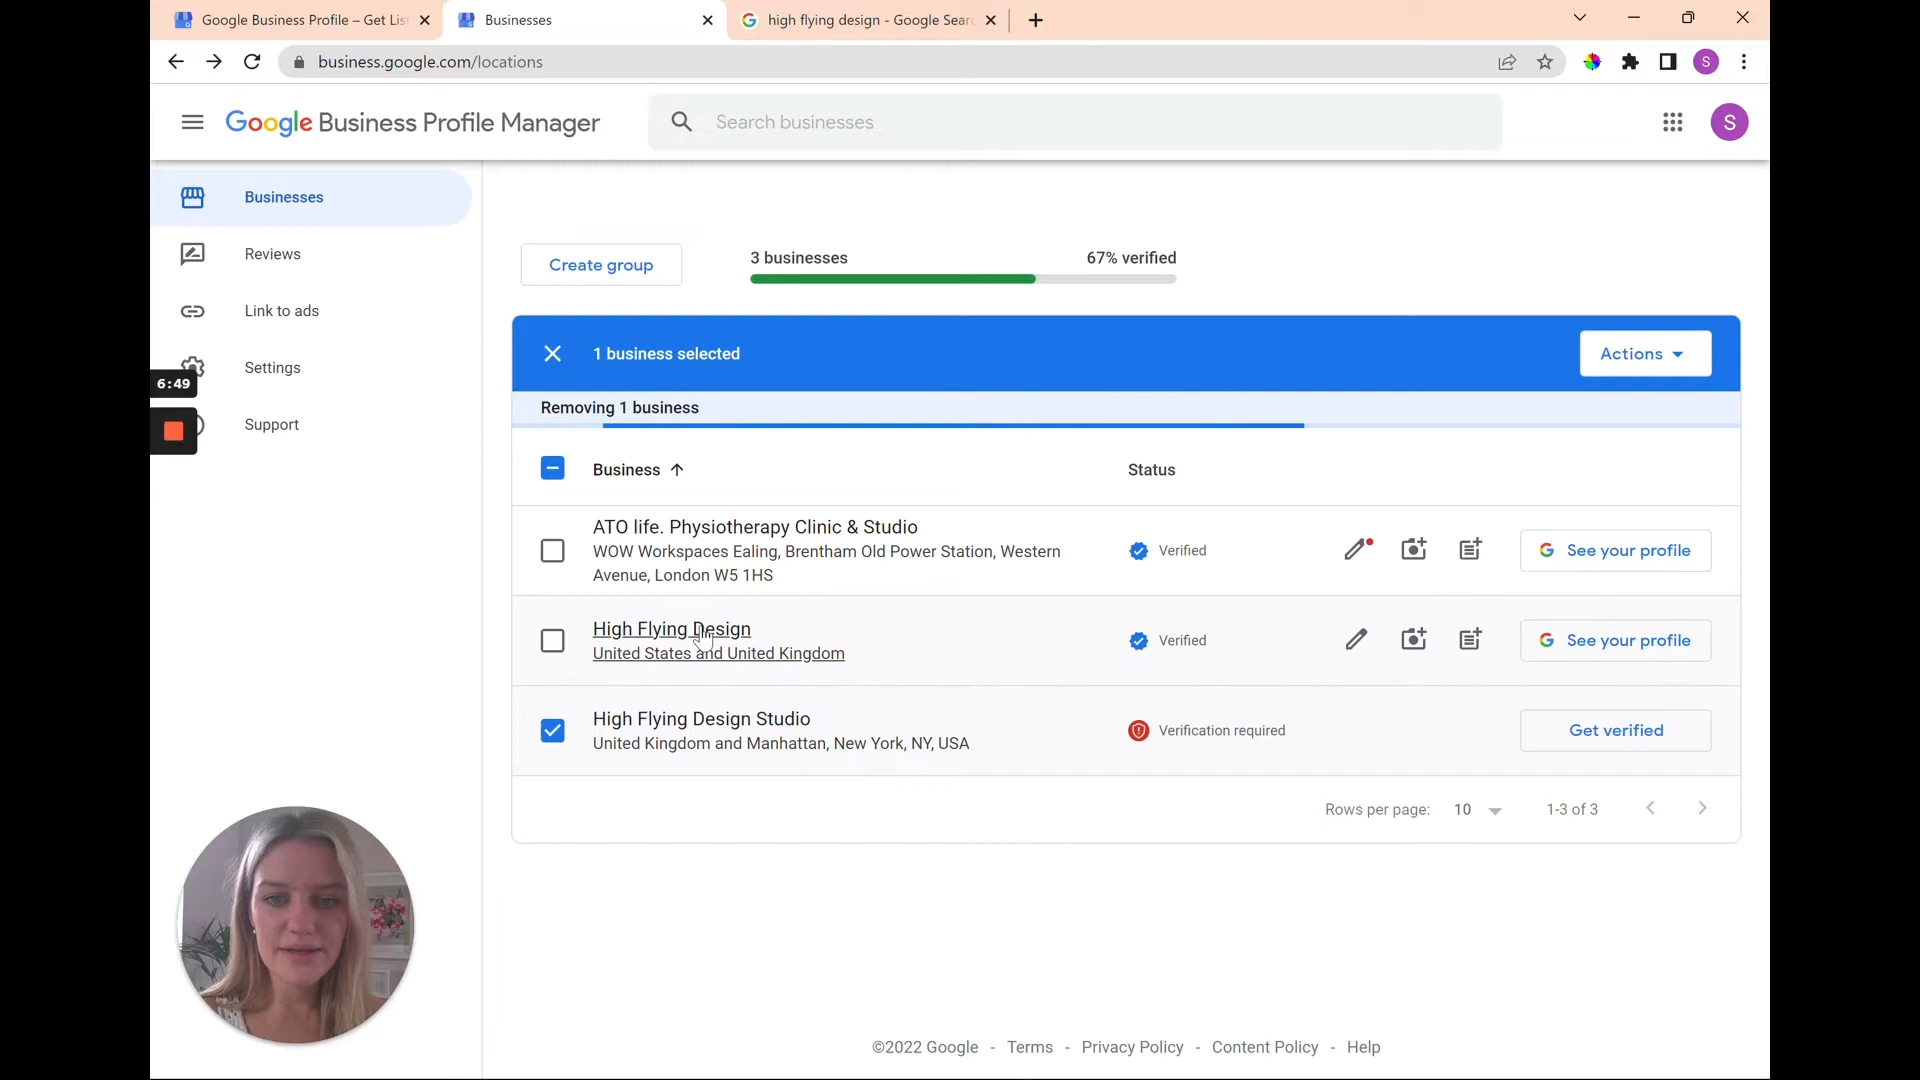 Google Business Profile – Get List
Businesses
high flying design - Google Searc
business.google.com/locations
S
Google Business Profile Manager
Search businesses
S
Businesses
Reviews
Link to ads
Settings
Support
6:49
Create group
3 businesses
67% verified
1 business selected
Actions
Removing 1 business
Business
Status
ATO life. Physiotherapy Clinic & Studio
WOW Workspaces Ealing, Brentham Old Power Station, Western
Avenue, London W5 1HS
Verified
See your profile
High Flying Design
United States and United Kingdom
Verified
See your profile
High Flying Design Studio
United Kingdom and Manhattan, New York, NY, USA
Verification required
Get verified
Rows per page: 10
1-3 of 3
©2022 Google - Terms - Privacy Policy - Content Policy - Help